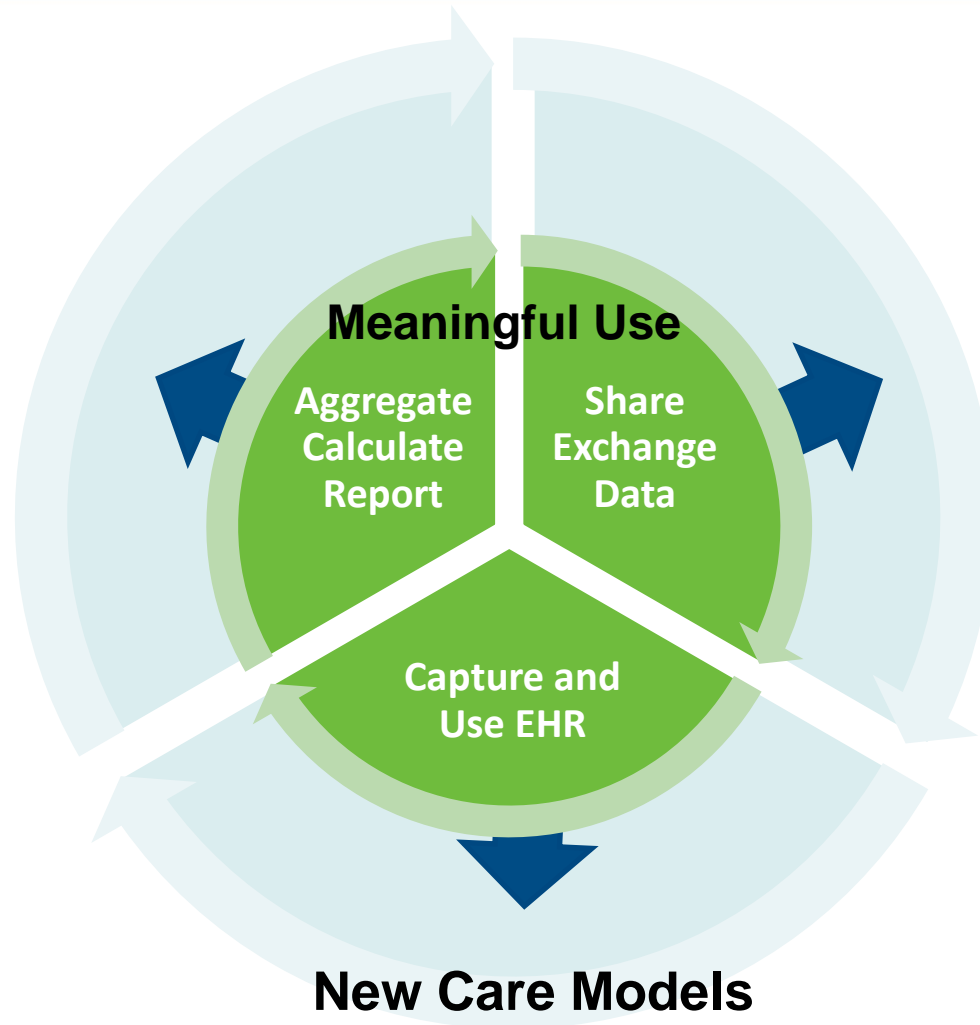 Meaningful Use
Aggregate
Calculate
Report
Share
Exchange
Data
Capture and
Use EHR
New Care Models